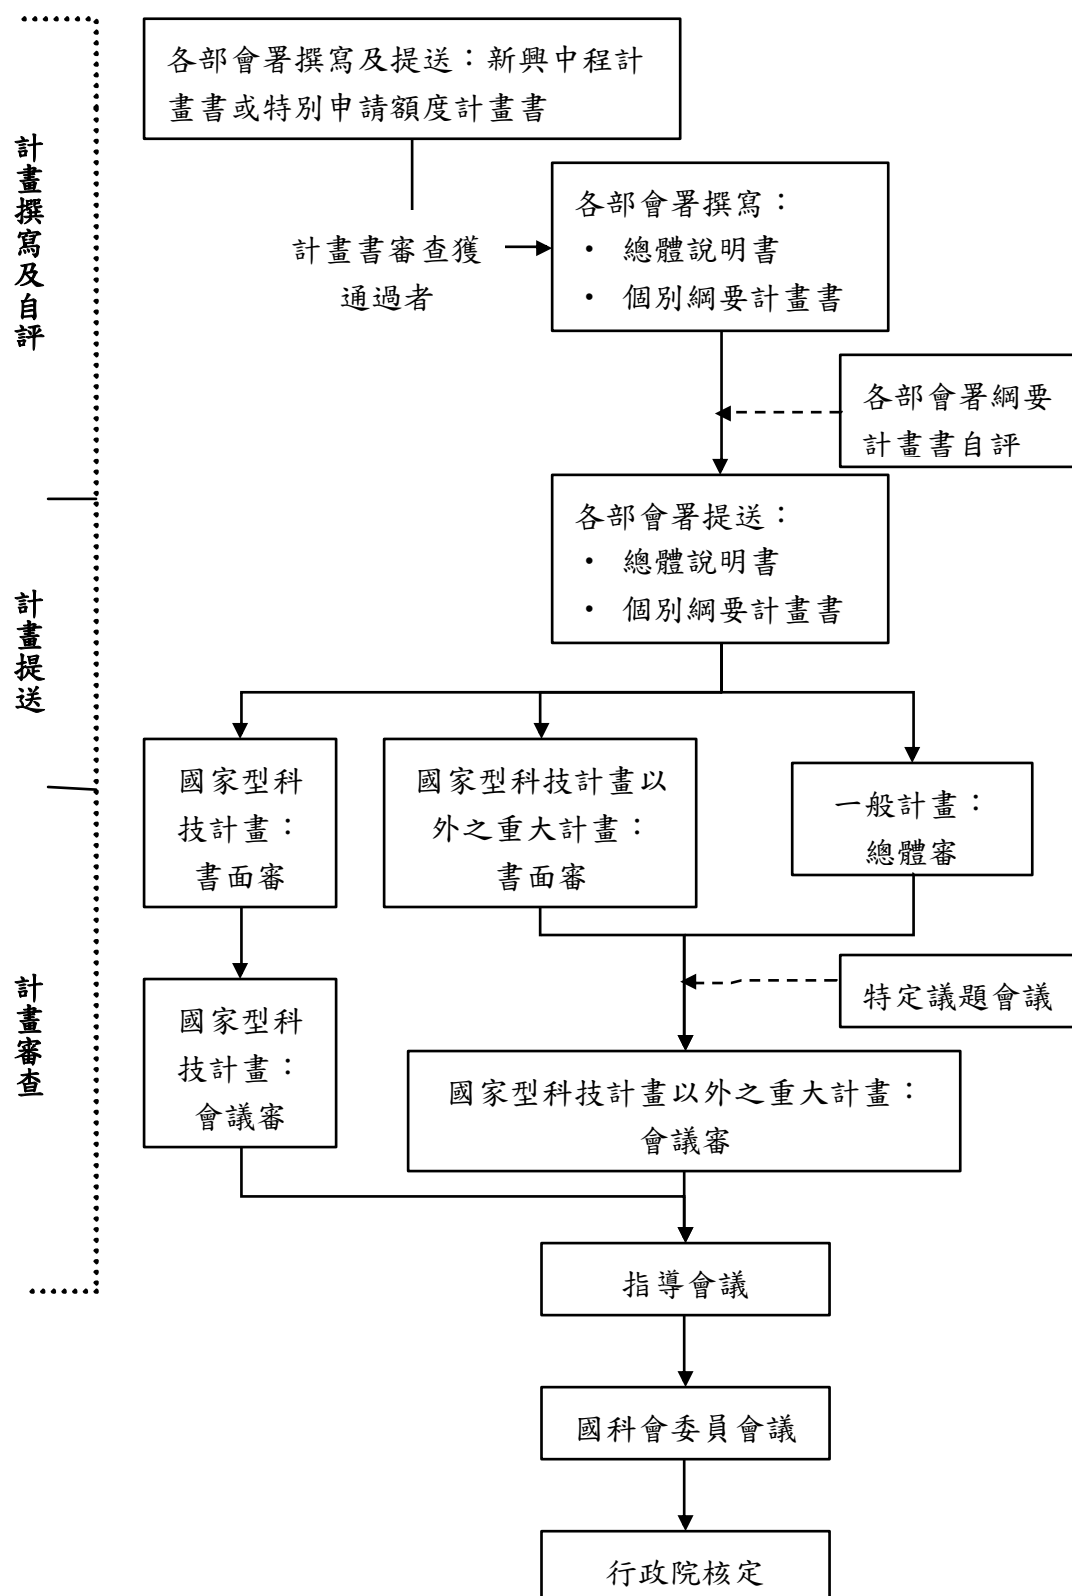 各部會署撰寫及提送：新興中程計
畫書或特別申請額度計畫書
計畫撰寫及自評
計畫書審查獲
通過者
各部會署撰寫：
· 總體說明書
· 個別綱要計畫書
各部會署綱要
計畫書自評
計畫提送
各部會署提送：
· 總體說明書
· 個別綱要計畫書
國家型科
技計畫：
書面審
國家型科技計畫以
外之重大計畫：
書面審
一般計畫：
總體審
計畫審查
特定議題會議
國家型科
技計畫：
會議審
國家型科技計畫以外之重大計畫：
會議審
指導會議
國科會委員會議
行政院核定